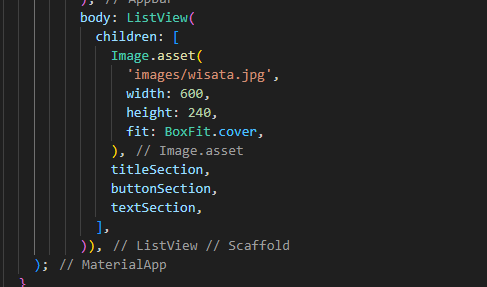 ), // AppBar
body: ListView(
children: [
Image.asset(
'images/wisata.jpg',
width: 600,
height: 240,
fit: BoxFit.cover,
), // Image.asset
titleSection,
buttonSection,
textSection,
],
)), // ListView // Scaffold
); // MaterialApp
}